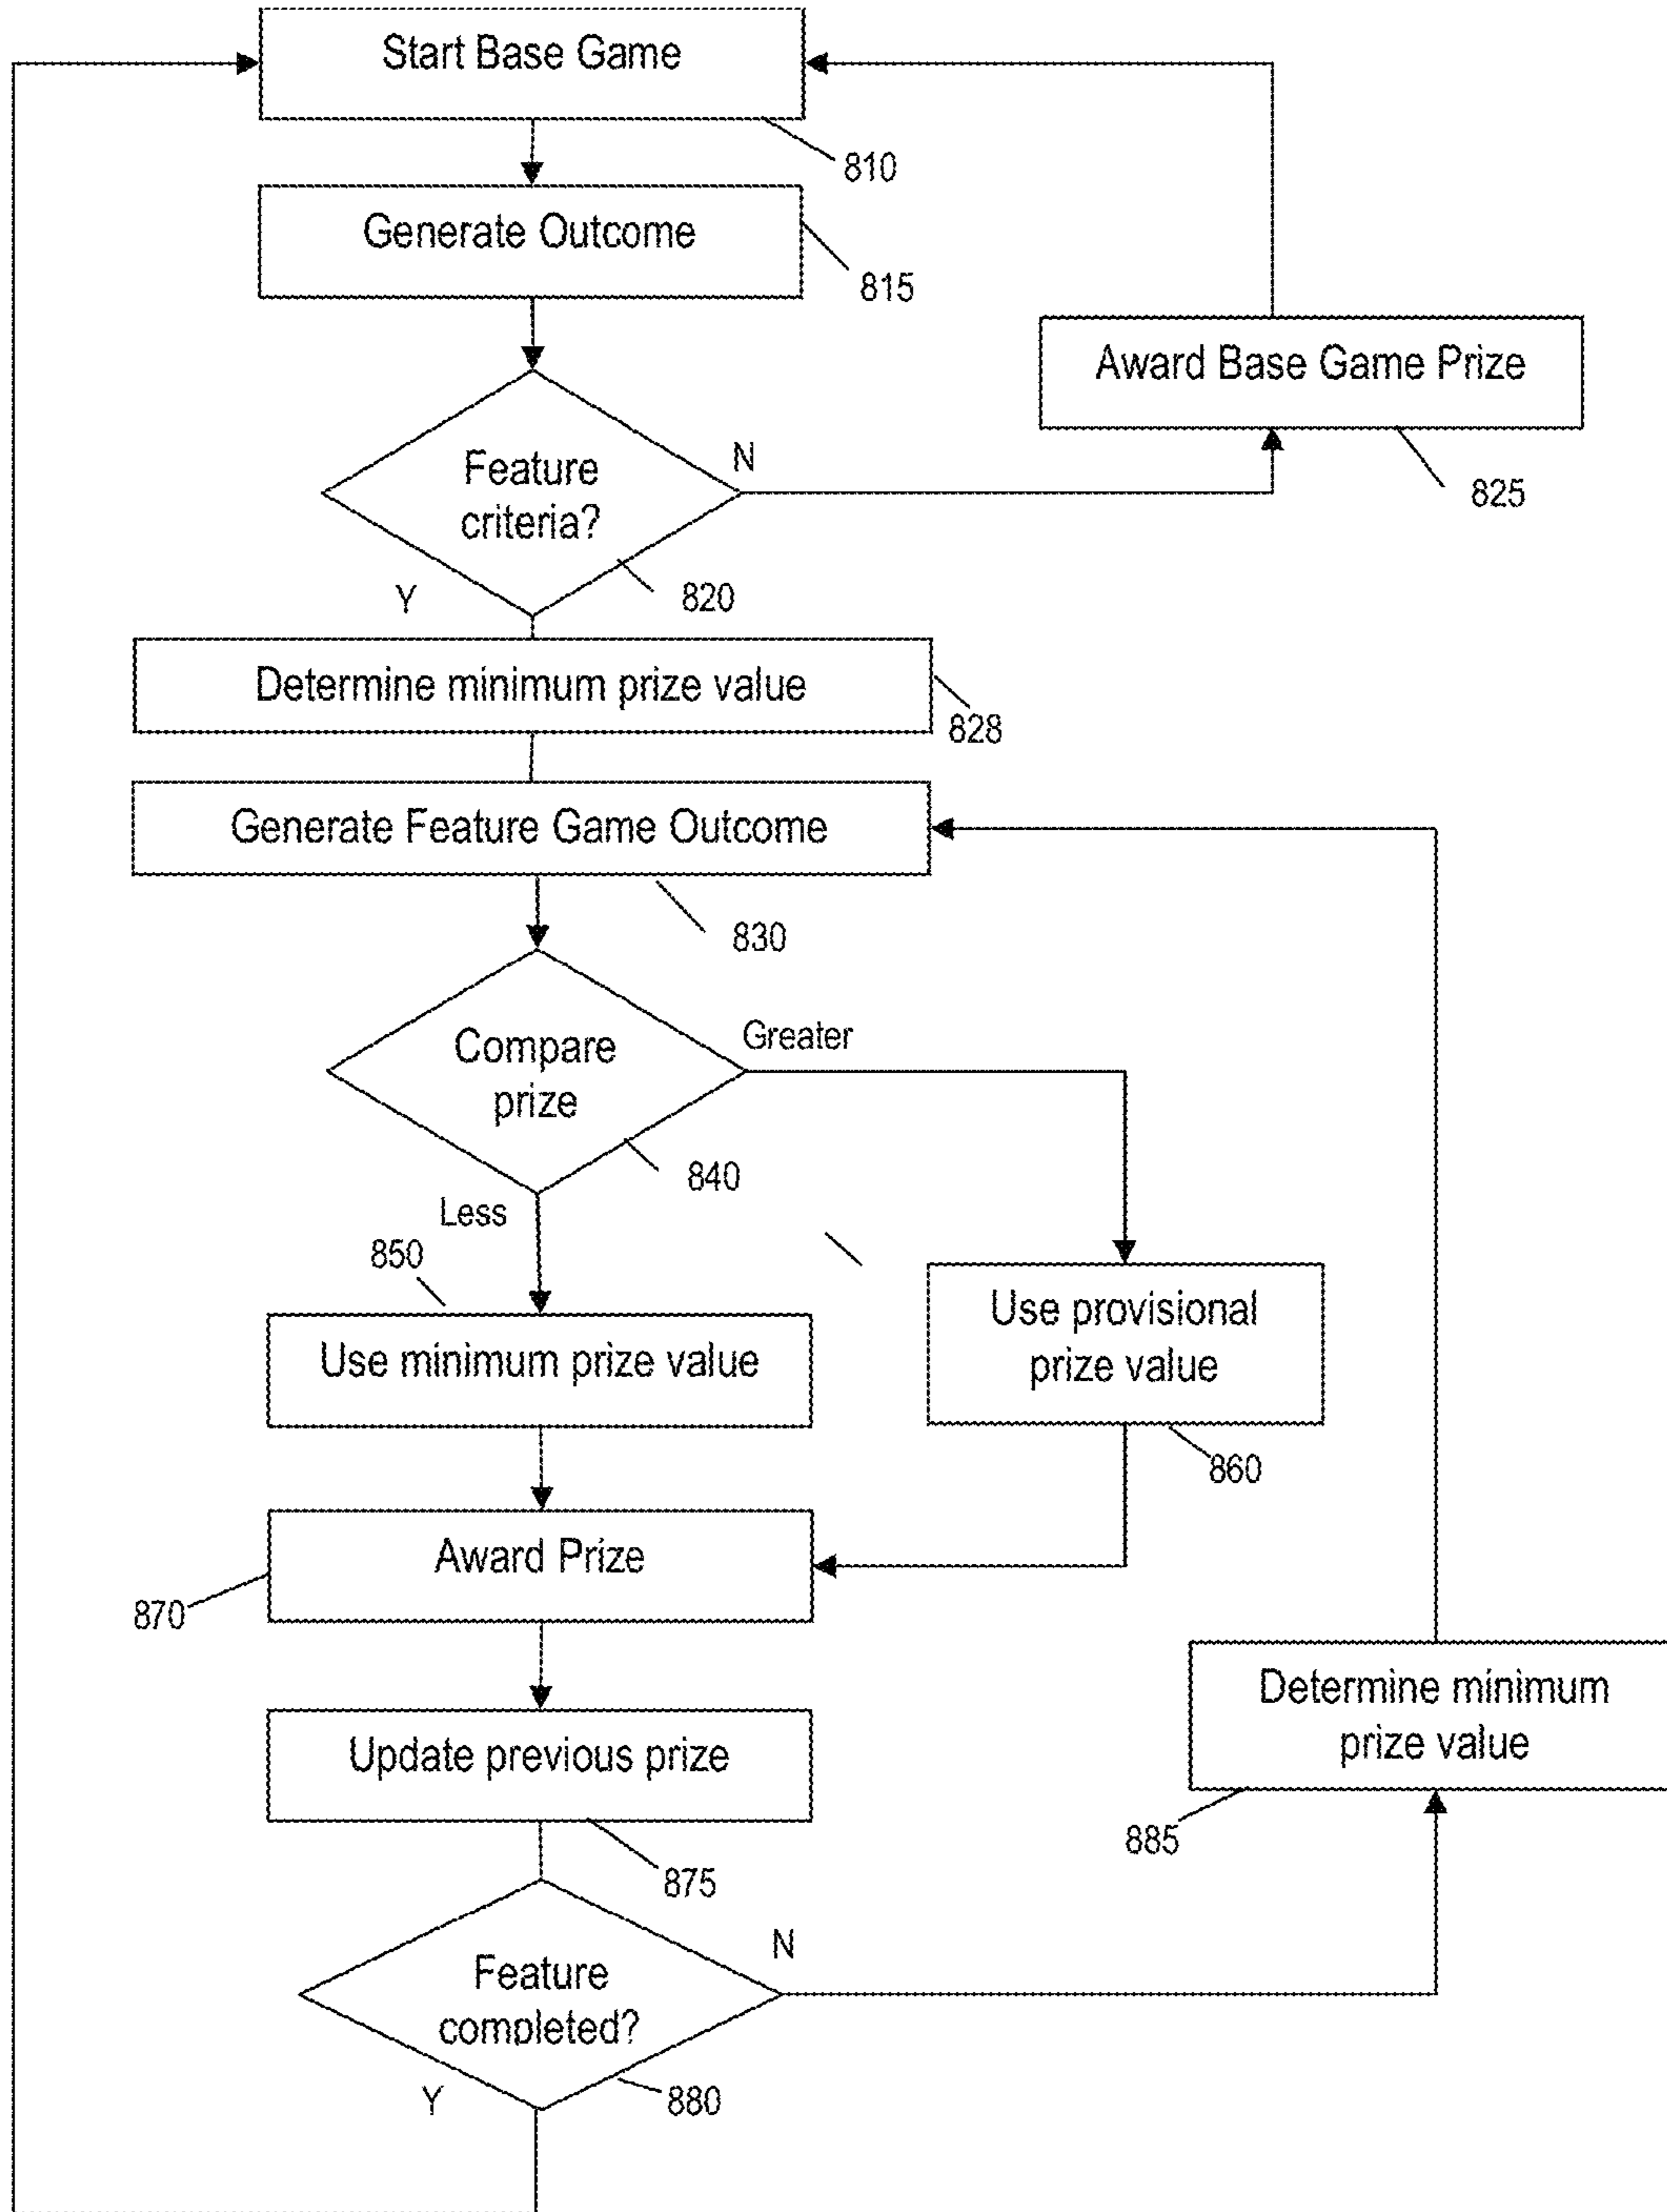 Start Base Game
810
Generate Outcome
815
Award Base Game Prize
825
Feature
criteria?
N
820
Y
Determine minimum prize value
828
Generate Feature Game Outcome
830
Compare
prize
Greater
840
Less
850
Use minimum prize value
Use provisional
prize value
860
Award Prize
870
Update previous prize
875
Determine minimum
prize value
885
Feature
completed?
N
880
Y